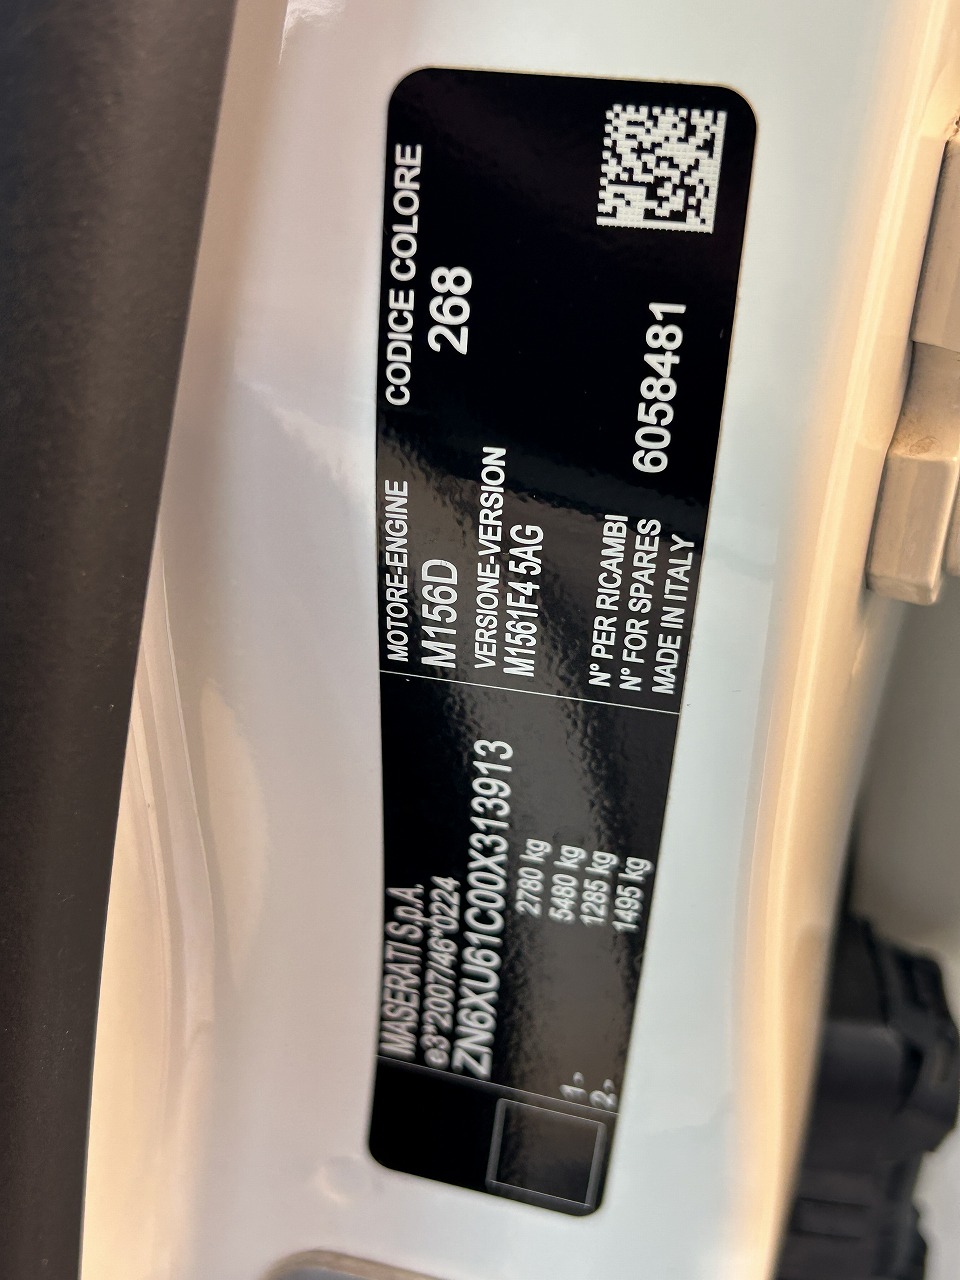 MASERATI S.p.A.
e3*2007/46*0224
ZN6XU61C00X313913
2780 kg
5480 kg
1> 1285 kg
2> 1495 kg
MOTORE-ENGINE
M156D
VERSIONE-VERSION
M1561F4 5AG
CODICE COLORE
268
N° PER RICAMBI
N° FOR SPARES
6058481
MADE IN ITALY